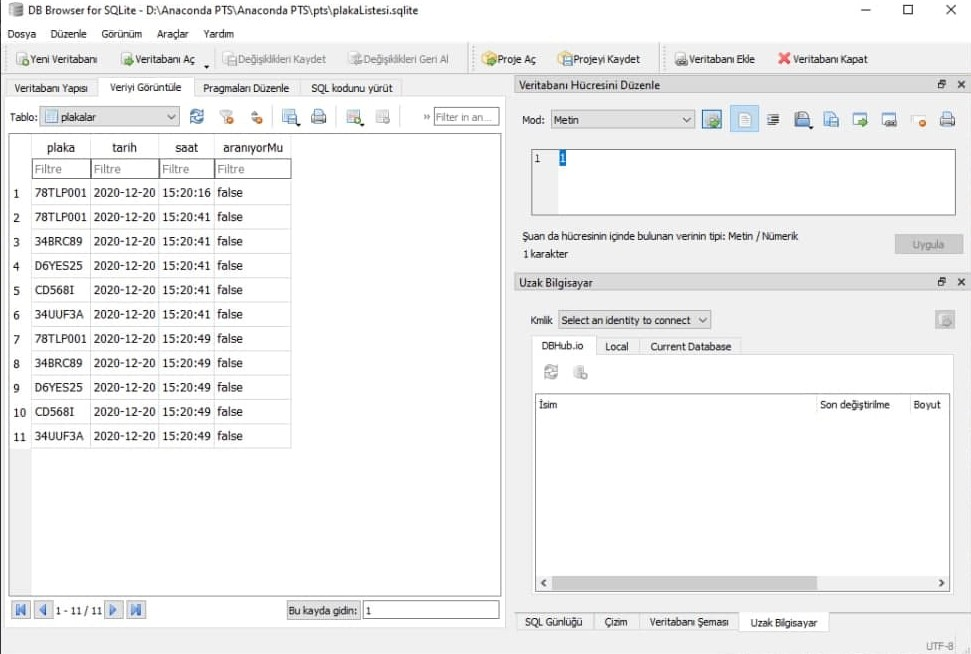 DB Browser for SQLite - D:\Anaconda PTS\Anaconda PTS\pts\plakaListesi.sqlite
Dosya Düzenle Görünüm Araçlar Yardım
Yeni Veritabanı Veritabanı Aç Değişiklikleri Kaydet Değişiklikleri Geri Al Proje Aç Projeyi Kaydet Veritabanı Ekle Veritabanı Kapat
Veritabanı Yapısı Veriyi Görüntüle Pragmaları Düzenle SQL kodunu yürüt
Tablo: plakalar » Filter in an...
plaka tarih saat aranıyorMu
Filtre Filtre Filtre Filtre
1 78TLP001 2020-12-20 15:20:16 false
2 78TLP001 2020-12-20 15:20:41 false
3 34BRC89 2020-12-20 15:20:41 false
4 D6YES25 2020-12-20 15:20:41 false
5 CD568I 2020-12-20 15:20:41 false
6 34UUF3A 2020-12-20 15:20:41 false
7 78TLP001 2020-12-20 15:20:49 false
8 34BRC89 2020-12-20 15:20:49 false
9 D6YES25 2020-12-20 15:20:49 false
10 CD568I 2020-12-20 15:20:49 false
11 34UUF3A 2020-12-20 15:20:49 false
1 - 11 / 11 Bu kayda gidin: 1
Veritabanı Hücresini Düzenle
Mod: Metin
1 1
Şuan da hücresinin içinde bulunan verinin tipi: Metin / Nümerik
1 karakter
Uygula
Uzak Bilgisayar
Kmlik Select an identity to connect
DBHub.io Local Current Database
İsim Son değiştirilme Boyut
SQL Günlüğü Çizim Veritabanı Şeması Uzak Bilgisayar
UTF-8